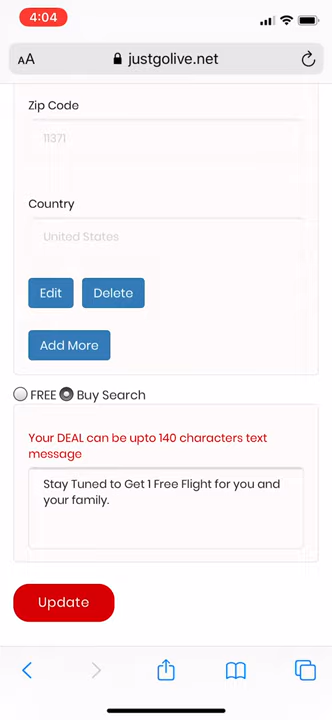 4:04
AA justgolive.net
Zip Code
11371
Country
United States
Edit Delete
Add More
FREE Buy Search
Your DEAL can be upto 140 characters text
message
Stay Tuned to Get 1 Free Flight for you and
your family.
Update